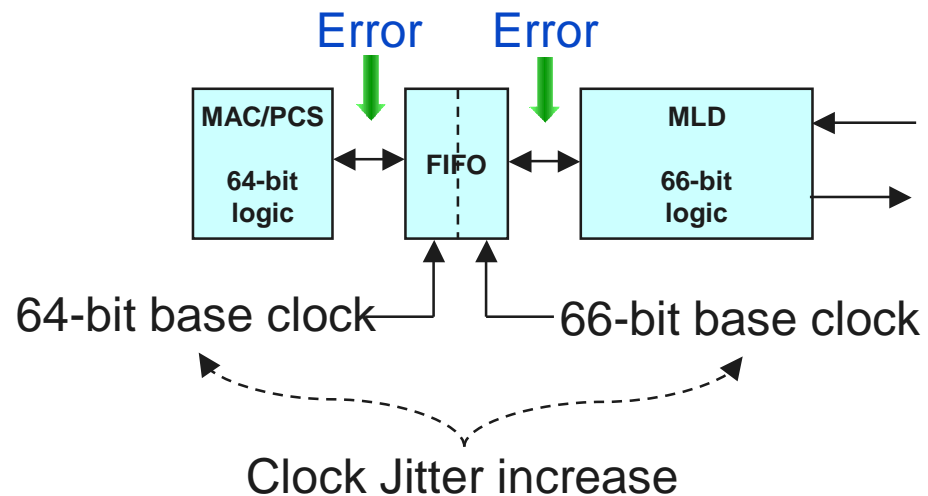 Error Error
MAC/PCS
64-bit
logic
FIFO
MLD
66-bit
logic
64-bit base clock
66-bit base clock
Clock Jitter increase